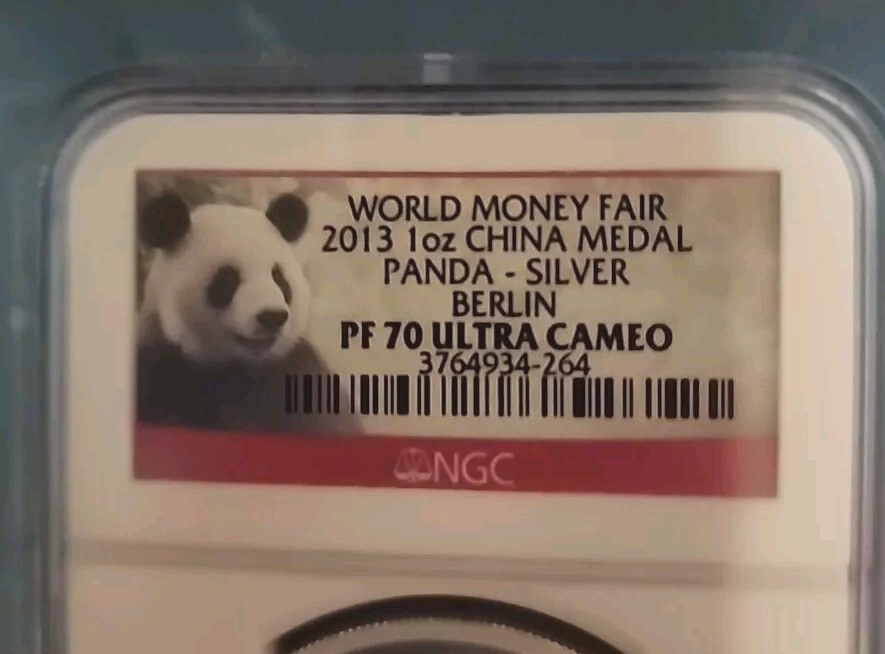 WORLD MONEY FAIR
2013 1oz CHINA MEDAL
PANDA - SILVER
BERLIN
PF 70 ULTRA CAMEO
3764934-264
NGC